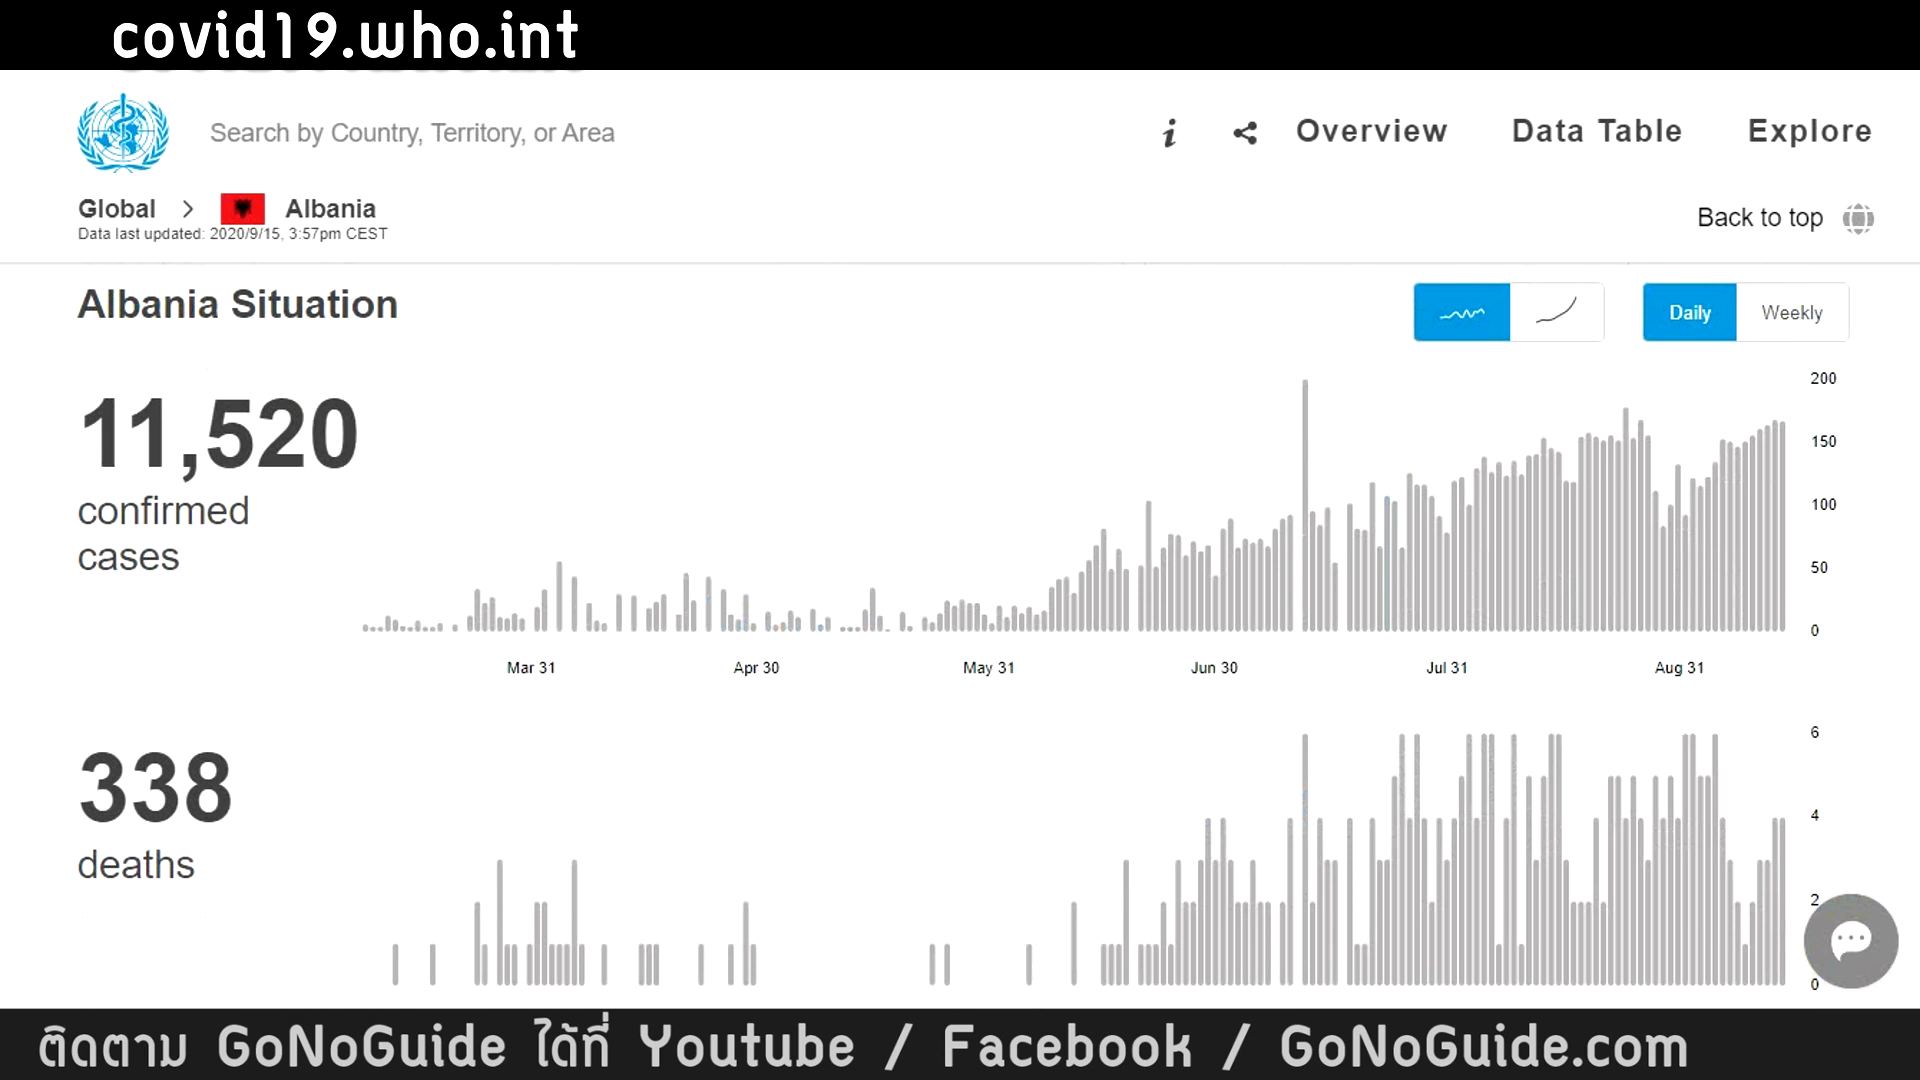 covid19.who.int
Search by Country, Territory, or Area
i
Overview
Data Table
Explore
Global > Albania
Data last updated: 2020/9/15, 3:57pm CEST
Back to top
Albania Situation
Daily
Weekly
11,520
confirmed
cases
200
150
100
50
0
Mar 31
Apr 30
May 31
Jun 30
Jul 31
Aug 31
338
deaths
6
4
2
0
ติดตาม GoNoGuide ได้ที่ Youtube / Facebook / GoNoGuide.com